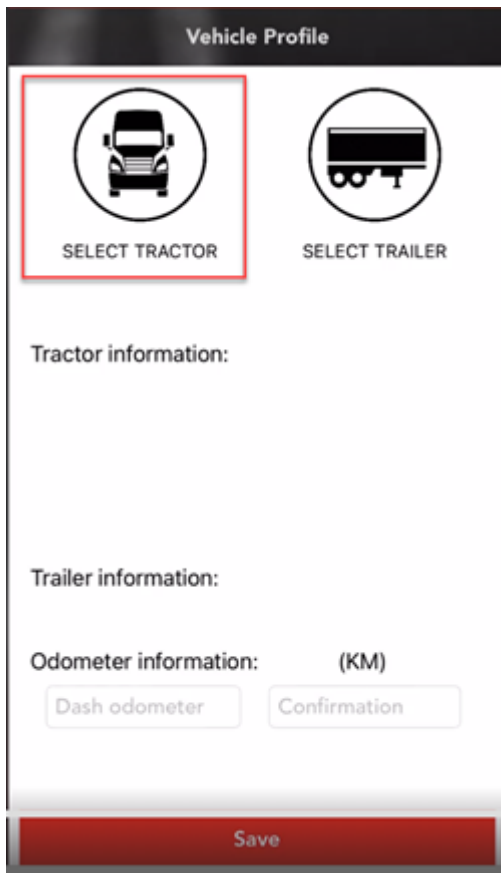 Vehicle Profile
SELECT TRACTOR
SELECT TRAILER
Tractor information:
Trailer information:
Odometer information: (KM)
Dash odometer
Confirmation
Save